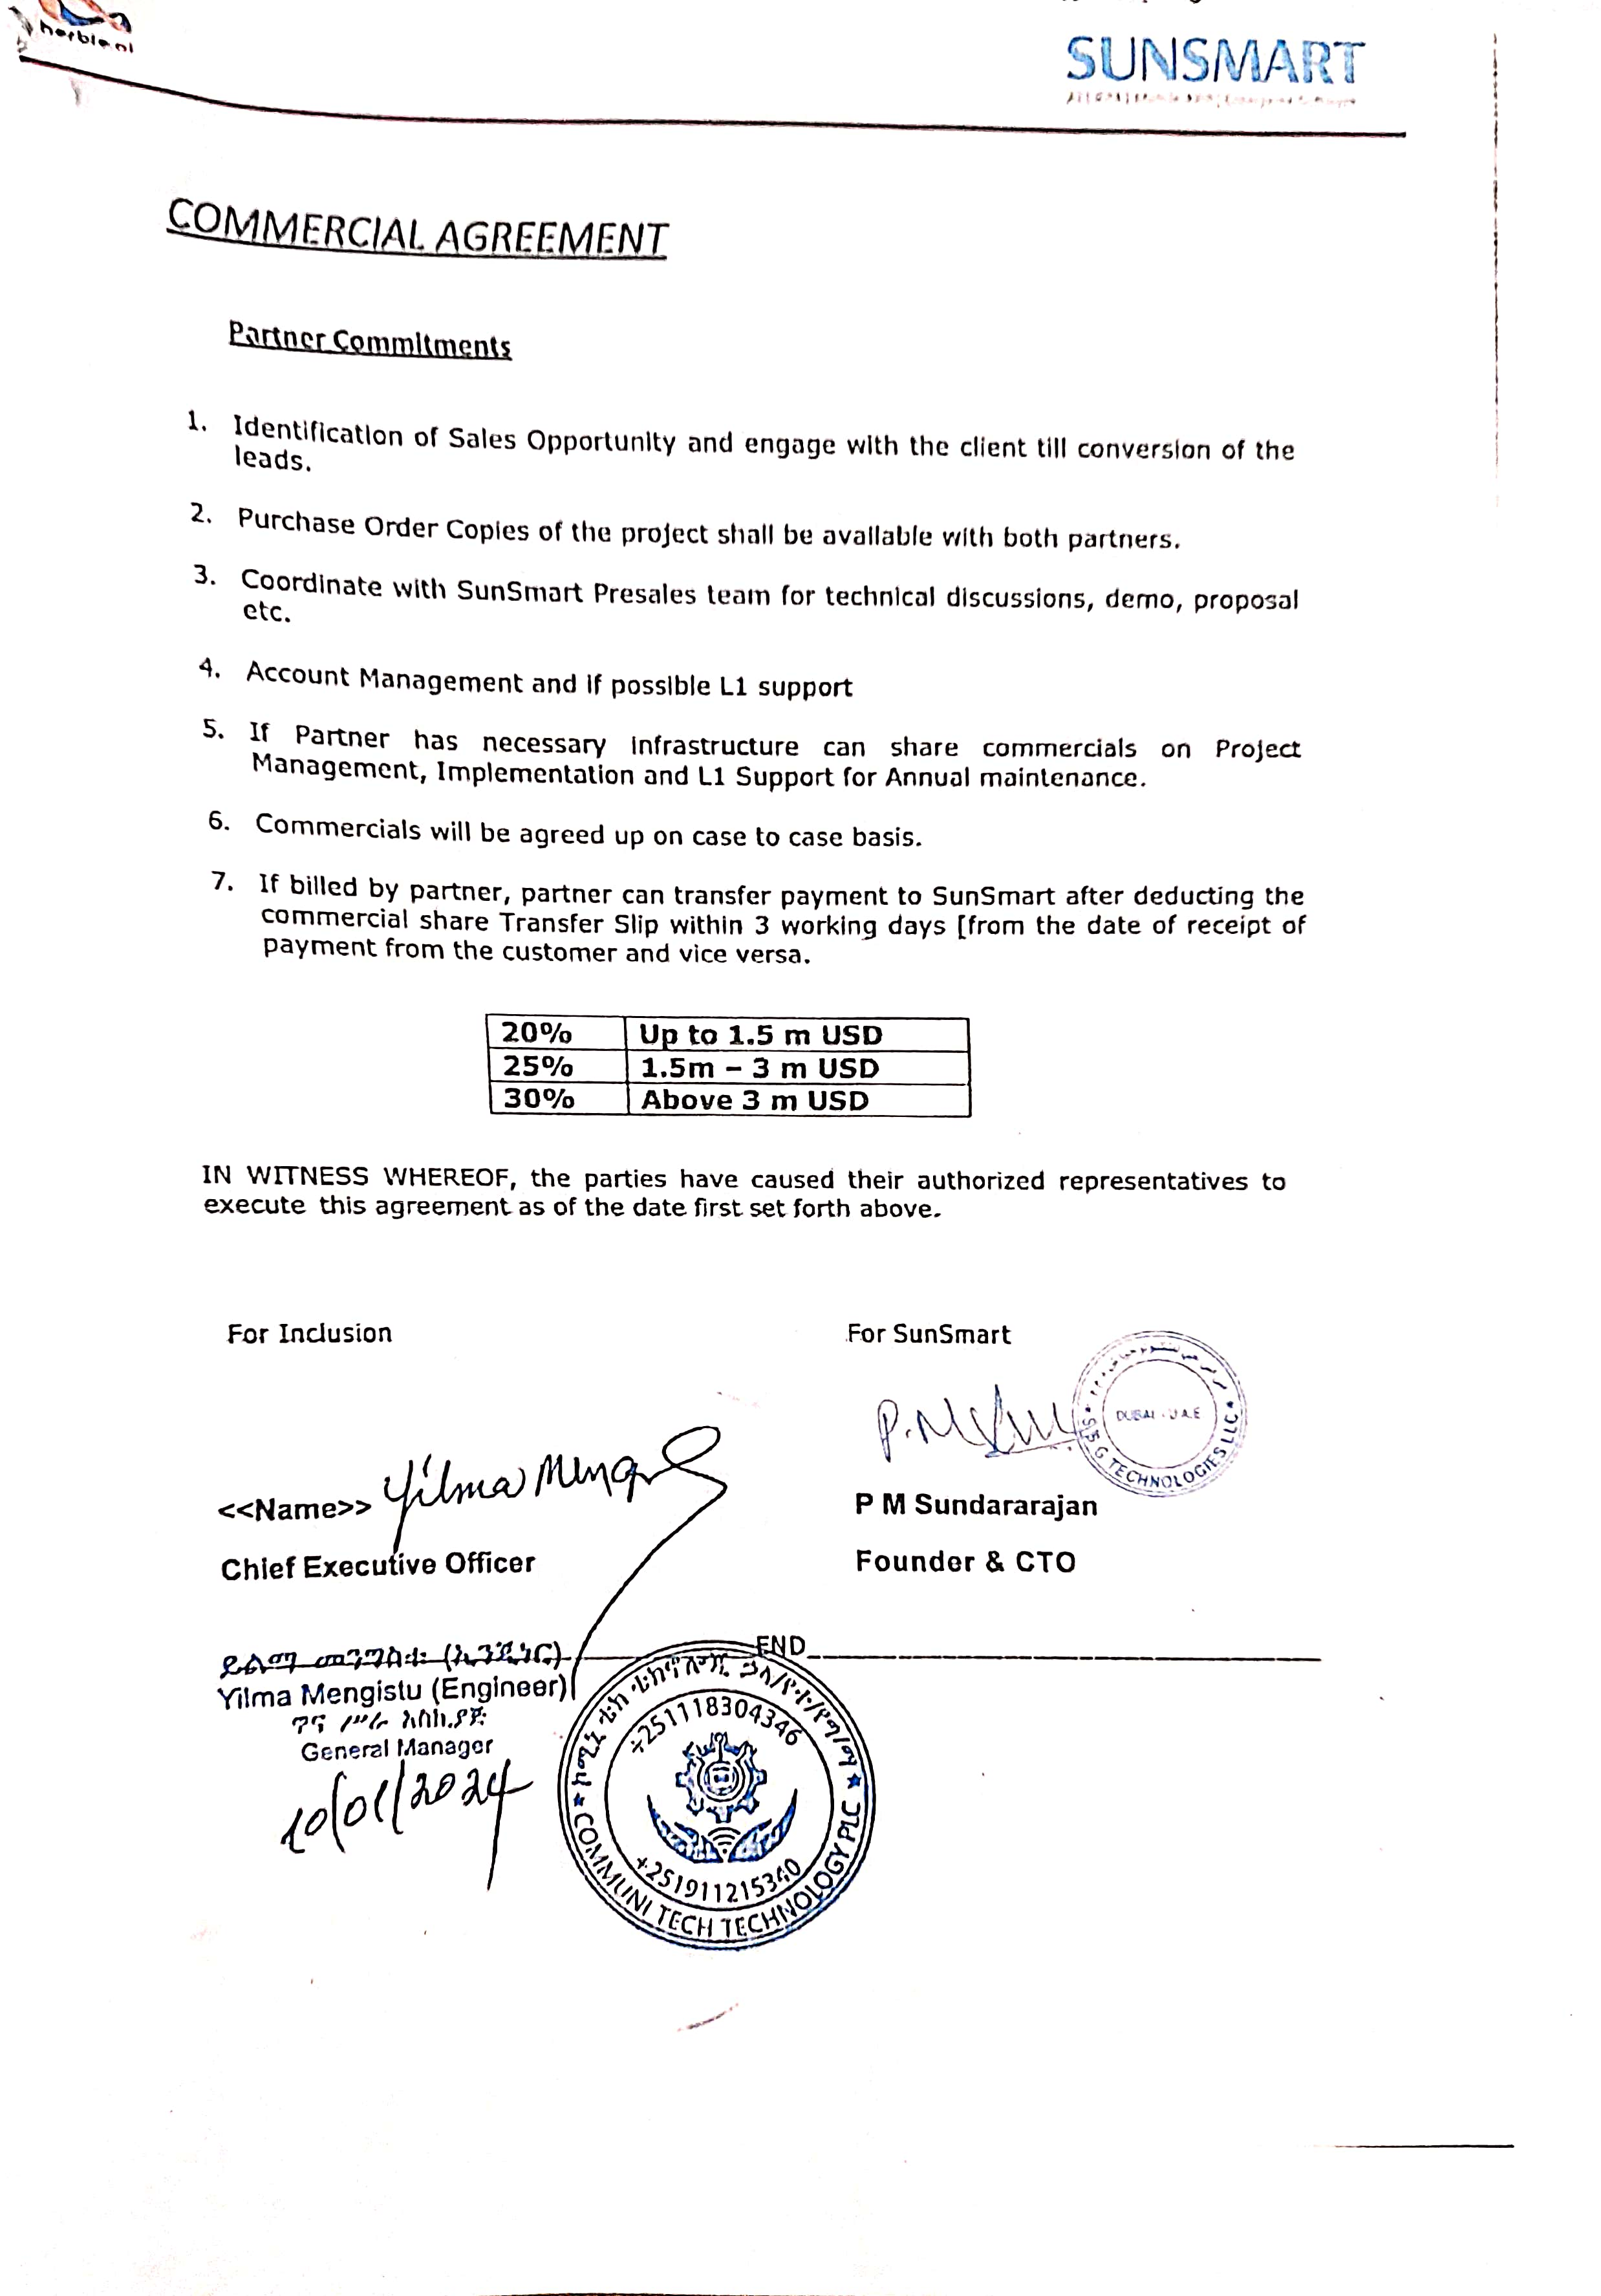 SUNSMART
COMMERCIAL AGREEMENT
Partner Commitments
1. Identification of Sales Opportunity and engage with the client till conversion of the
leads.
2. Purchase Order Copies of the project shall be available with both partners.
3. Coordinate with SunSmart Presales team for technical discussions, demo, proposal
etc.
4. Account Management and if possible L1 support
5. If Partner has necessary infrastructure can share commercials on Project
Management, Implementation and L1 Support for Annual maintenance.
6. Commercials will be agreed up on case to case basis.
7. If billed by partner, partner can transfer payment to SunSmart after deducting the
commercial share Transfer Slip within 3 working days [from the date of receipt of
payment from the customer and vice versa.
20% Up to 1.5 m USD
25% 1.5m – 3 m USD
30% Above 3 m USD
IN WITNESS WHEREOF, the parties have caused their authorized representatives to
execute this agreement as of the date first set forth above.
For Inclusion
For SunSmart
DUBAI - U.A.E
G TECHNOLOGIES LLC
<<Name>> Yilma
P M Sundararajan
Chief Executive Officer
Founder & CTO
END
ይልማ መንግስቱ (ኢንጂነር)
Yilma Mengistu (Engineer)
ዋና ሥራ አስኪያጅ
General Manager
10/01/2024
+251118304346
+251911215340
COMMUNI TECH TECHNOLOGY PLC